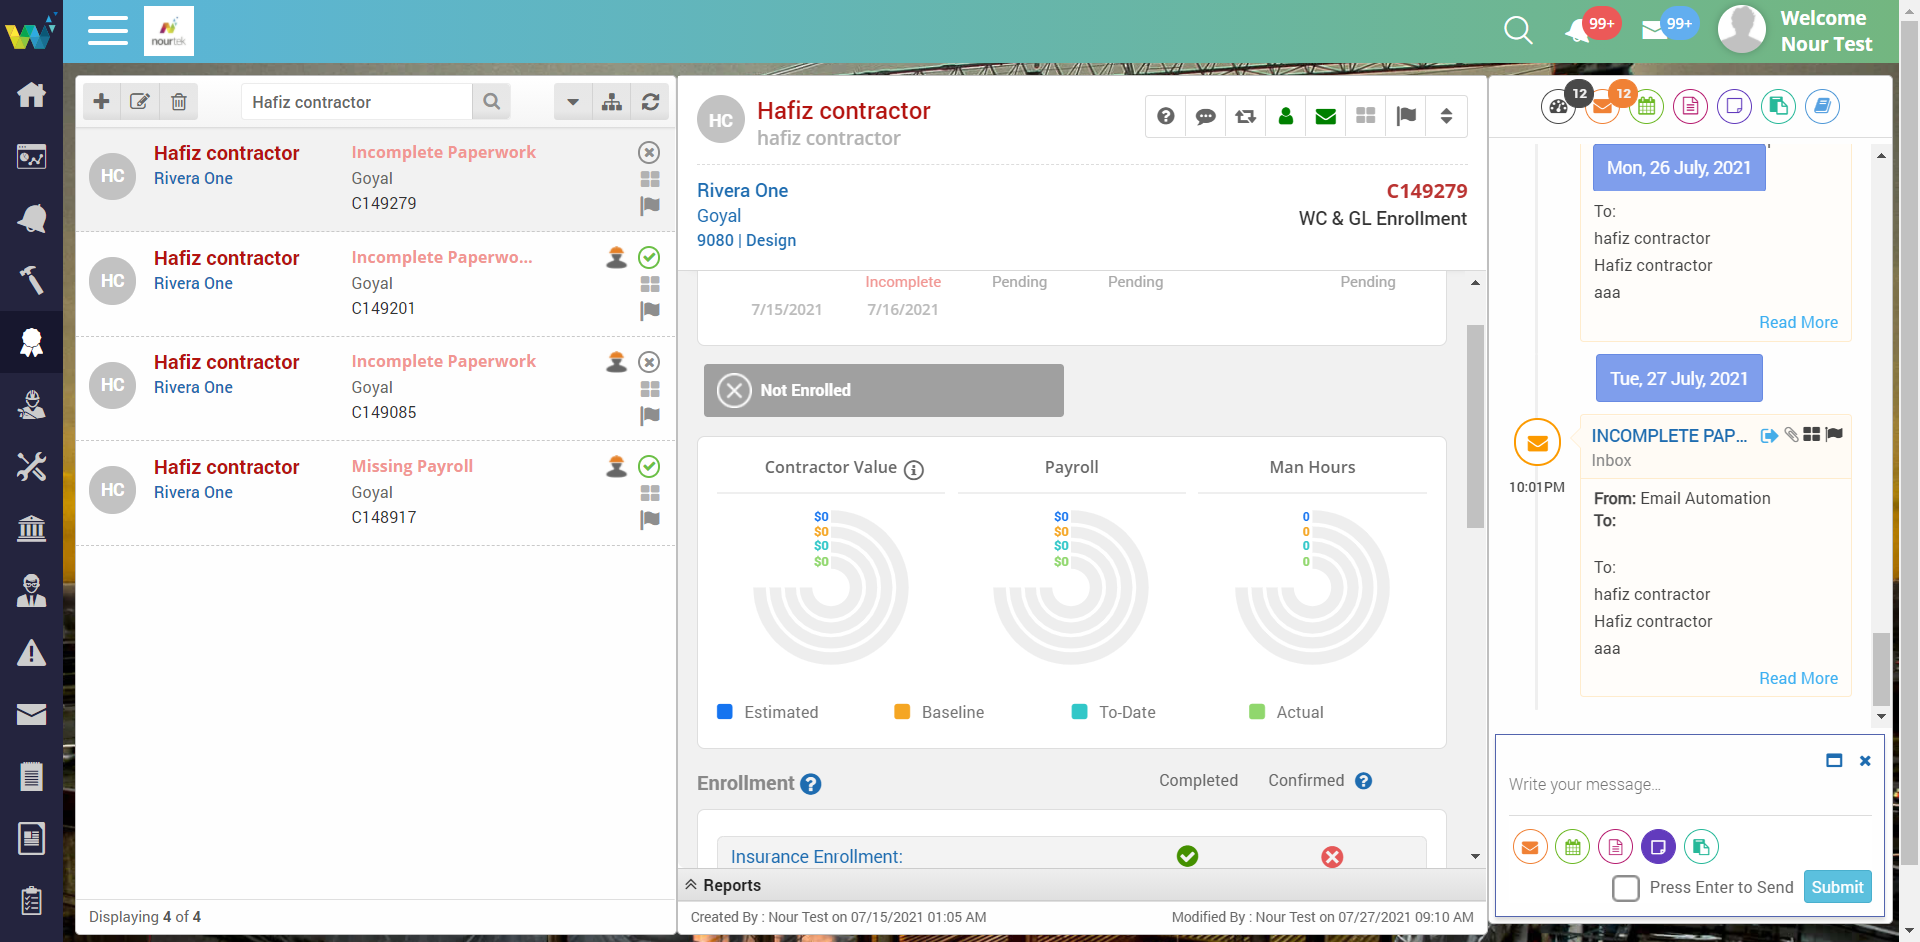 nourtek
99+
99+
Welcome
Nour Test
Hafiz contractor
HC
Hafiz contractor
Incomplete Paperwork
Rivera One
Goyal
C149279
HC
Hafiz contractor
Incomplete Paperwo...
Rivera One
Goyal
C149201
HC
Hafiz contractor
Incomplete Paperwork
Rivera One
Goyal
C149085
HC
Hafiz contractor
Missing Payroll
Rivera One
Goyal
C148917
Displaying 4 of 4
HC
Hafiz contractor
hafiz contractor
Rivera One
C149279
Goyal
WC & GL Enrollment
9080 | Design
Incomplete Pending Pending Pending
7/15/2021 7/16/2021
Not Enrolled
Contractor Value Payroll Man Hours
$0 $0 0
$0 $0 0
$0 $0 0
$0 $0 0
Estimated Baseline To-Date Actual
Enrollment Completed Confirmed
Insurance Enrollment:
Reports
Created By : Nour Test on 07/15/2021 01:05 AM
Modified By : Nour Test on 07/27/2021 09:10 AM
12
12
Mon, 26 July, 2021
To:
hafiz contractor
Hafiz contractor
aaa
Read More
Tue, 27 July, 2021
INCOMPLETE PAP...
Inbox
10:01PM
From: Email Automation
To:
To:
hafiz contractor
Hafiz contractor
aaa
Read More
Write your message...
Press Enter to Send
Submit